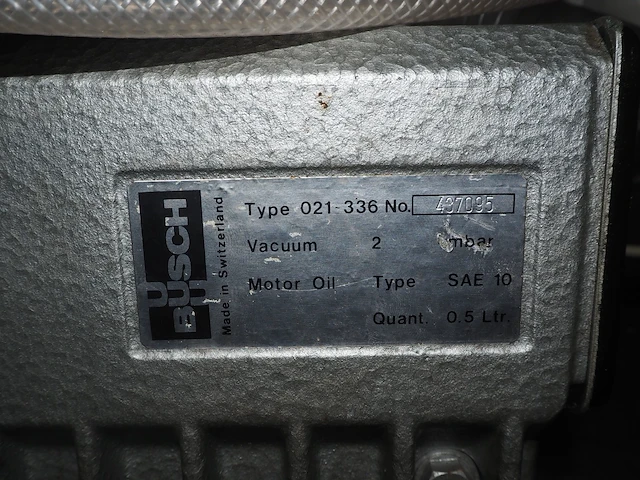 BUSCH
Made in Switzerland
Type 021-336 No. 497095
Vacuum 2 mbar
Motor Oil Type SAE 10
Quant. 0.5 Ltr.